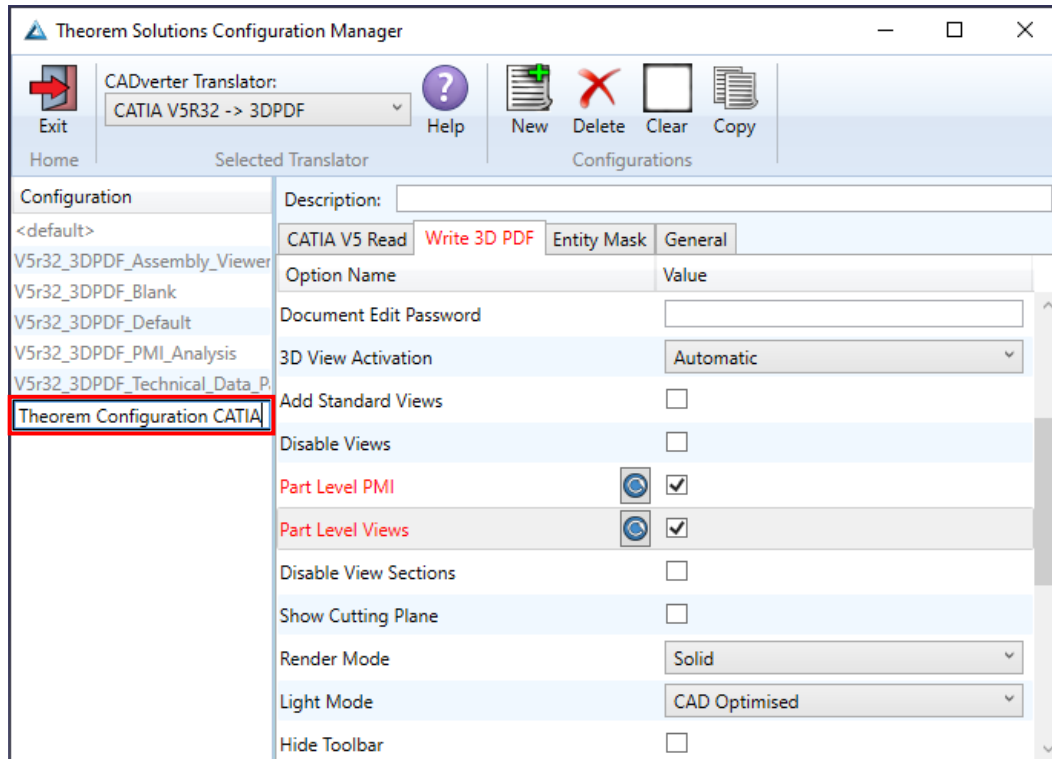 Theorem Solutions Configuration Manager
CADverter Translator:
CATIA V5R32 -> 3DPDF
Exit
Help
New
Delete
Clear
Copy
Home
Selected Translator
Configurations
Configuration
<default>
V5r32_3DPDF_Assembly_Viewer
V5r32_3DPDF_Blank
V5r32_3DPDF_Default
V5r32_3DPDF_PMI_Analysis
V5r32_3DPDF_Technical_Data_P
Theorem Configuration CATIA
Description:
CATIA V5 Read
Write 3D PDF
Entity Mask
General
Option Name
Value
Document Edit Password
3D View Activation
Automatic
Add Standard Views
Disable Views
Part Level PMI
Part Level Views
Disable View Sections
Show Cutting Plane
Render Mode
Solid
Light Mode
CAD Optimised
Hide Toolbar